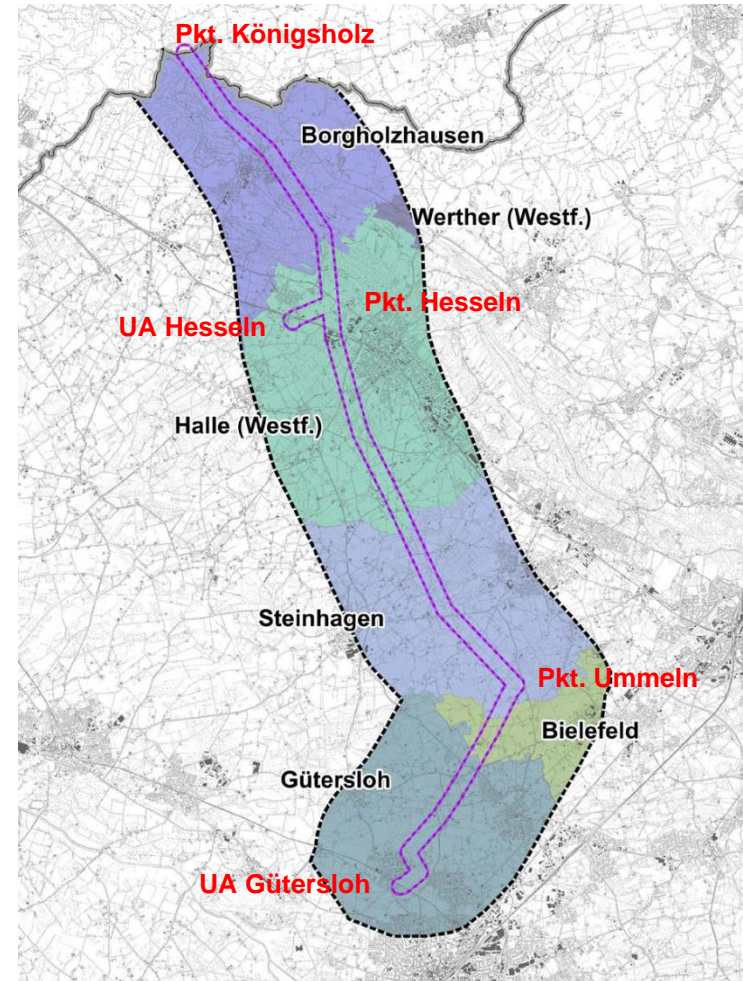 Pkt. Königsholz
Borgholzhausen
Werther (Westf.)
Pkt. Hesseln
UA Hesseln
Halle (Westf.)
Steinhagen
Pkt. Ummeln
Bielefeld
Gütersloh
UA Gütersloh